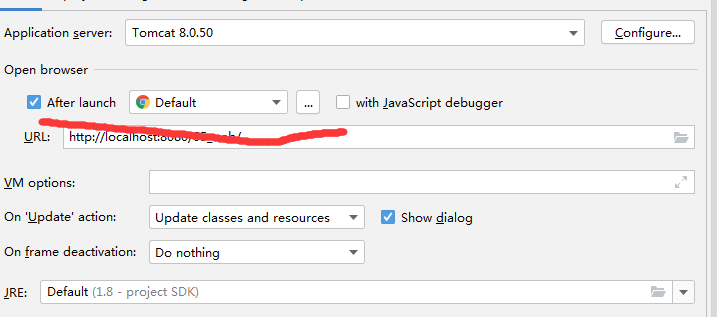 Application server: Tomcat 8.0.50 Configure...
Open browser
After launch Default ... with JavaScript debugger
URL: http://localhost:8080/
VM options:
On 'Update' action: Update classes and resources Show dialog
On frame deactivation: Do nothing
JRE: Default (1.8 - project SDK)